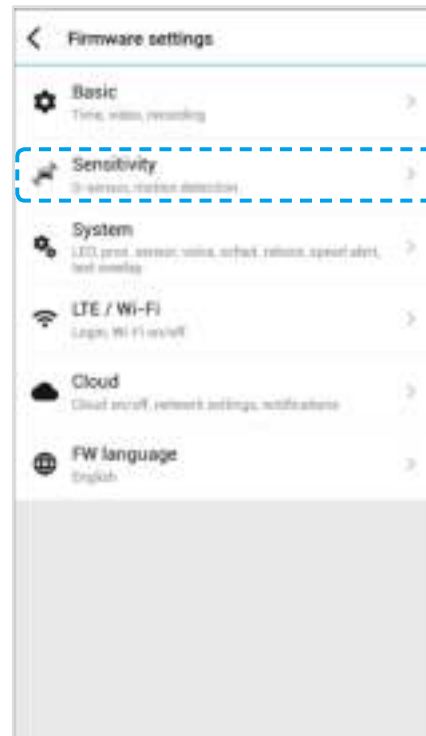 Firmware settings
Basic
Time, video, recording
Sensitivity
G-sensor, motion detection
System
LED, prox. sensor, voice, sched. reboot, speed alert,
text overlay
LTE / Wi-Fi
Login, Wi-Fi on/off
Cloud
Cloud on/off, network settings, notifications
FW language
English